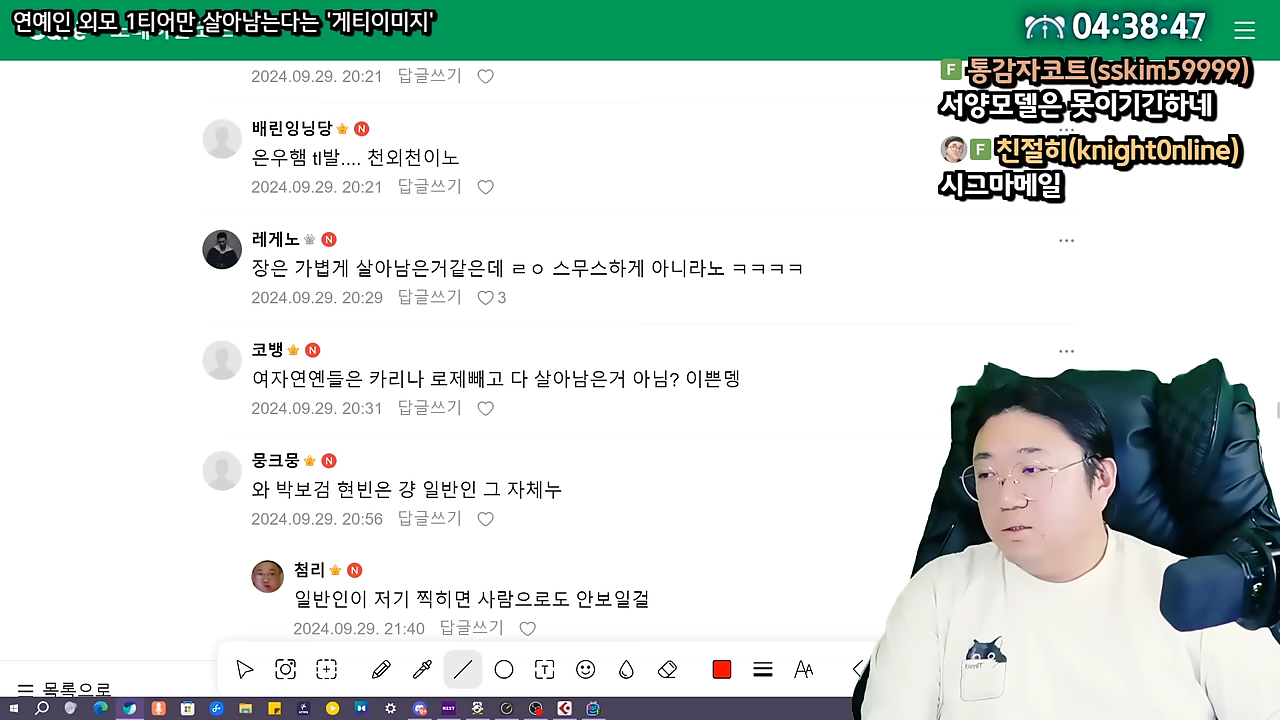 연예인 외모 1티어만 살아남는다는 '게티이미지'
04:38:47
통감자코트(sskim59999)
서양모델은 못이기긴하네
친절히(knight0nline)
시그마메일
2024.09.29. 20:21 답글쓰기
배린잉닝당 N
은우햄 tl발.... 천외천이노
2024.09.29. 20:21 답글쓰기
레게노 N
장은 가볍게 살아남은거같은데 ㄹㅇ 스무스하게 아니라노 ㅋㅋㅋㅋ
2024.09.29. 20:29 답글쓰기 3
코뱅 N
여자연옌들은 카리나 로제빼고 다 살아남은거 아님? 이쁜뎅
2024.09.29. 20:31 답글쓰기
뭉크뭉 N
와 박보검 현빈은 걍 일반인 그 자체누
2024.09.29. 20:56 답글쓰기
첨리 N
일반인이 저기 찍히면 사람으로도 안보일걸
2024.09.29. 21:40 답글쓰기
목록으로